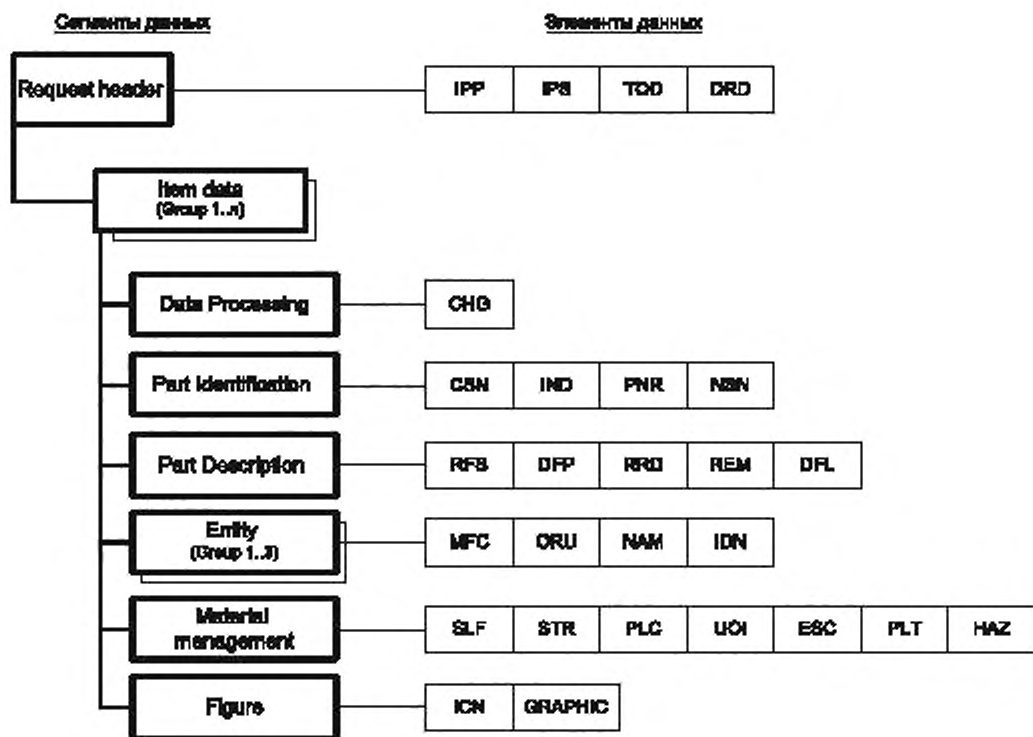 Сегменты данных Элементы данных
Request header IPP IPS TOD DRD
Item data
(Group 1..n)
Data Processing CHG
Part Identification CSN IND PNR NSN
Part Description RFS DFP RRD REM DFL
Entity
(Group 1..3)
MFC ORU NAM IDN
Material
management
SLF STR PLC UOI ESC PLT HAZ
Figure ICN GRAPHIC